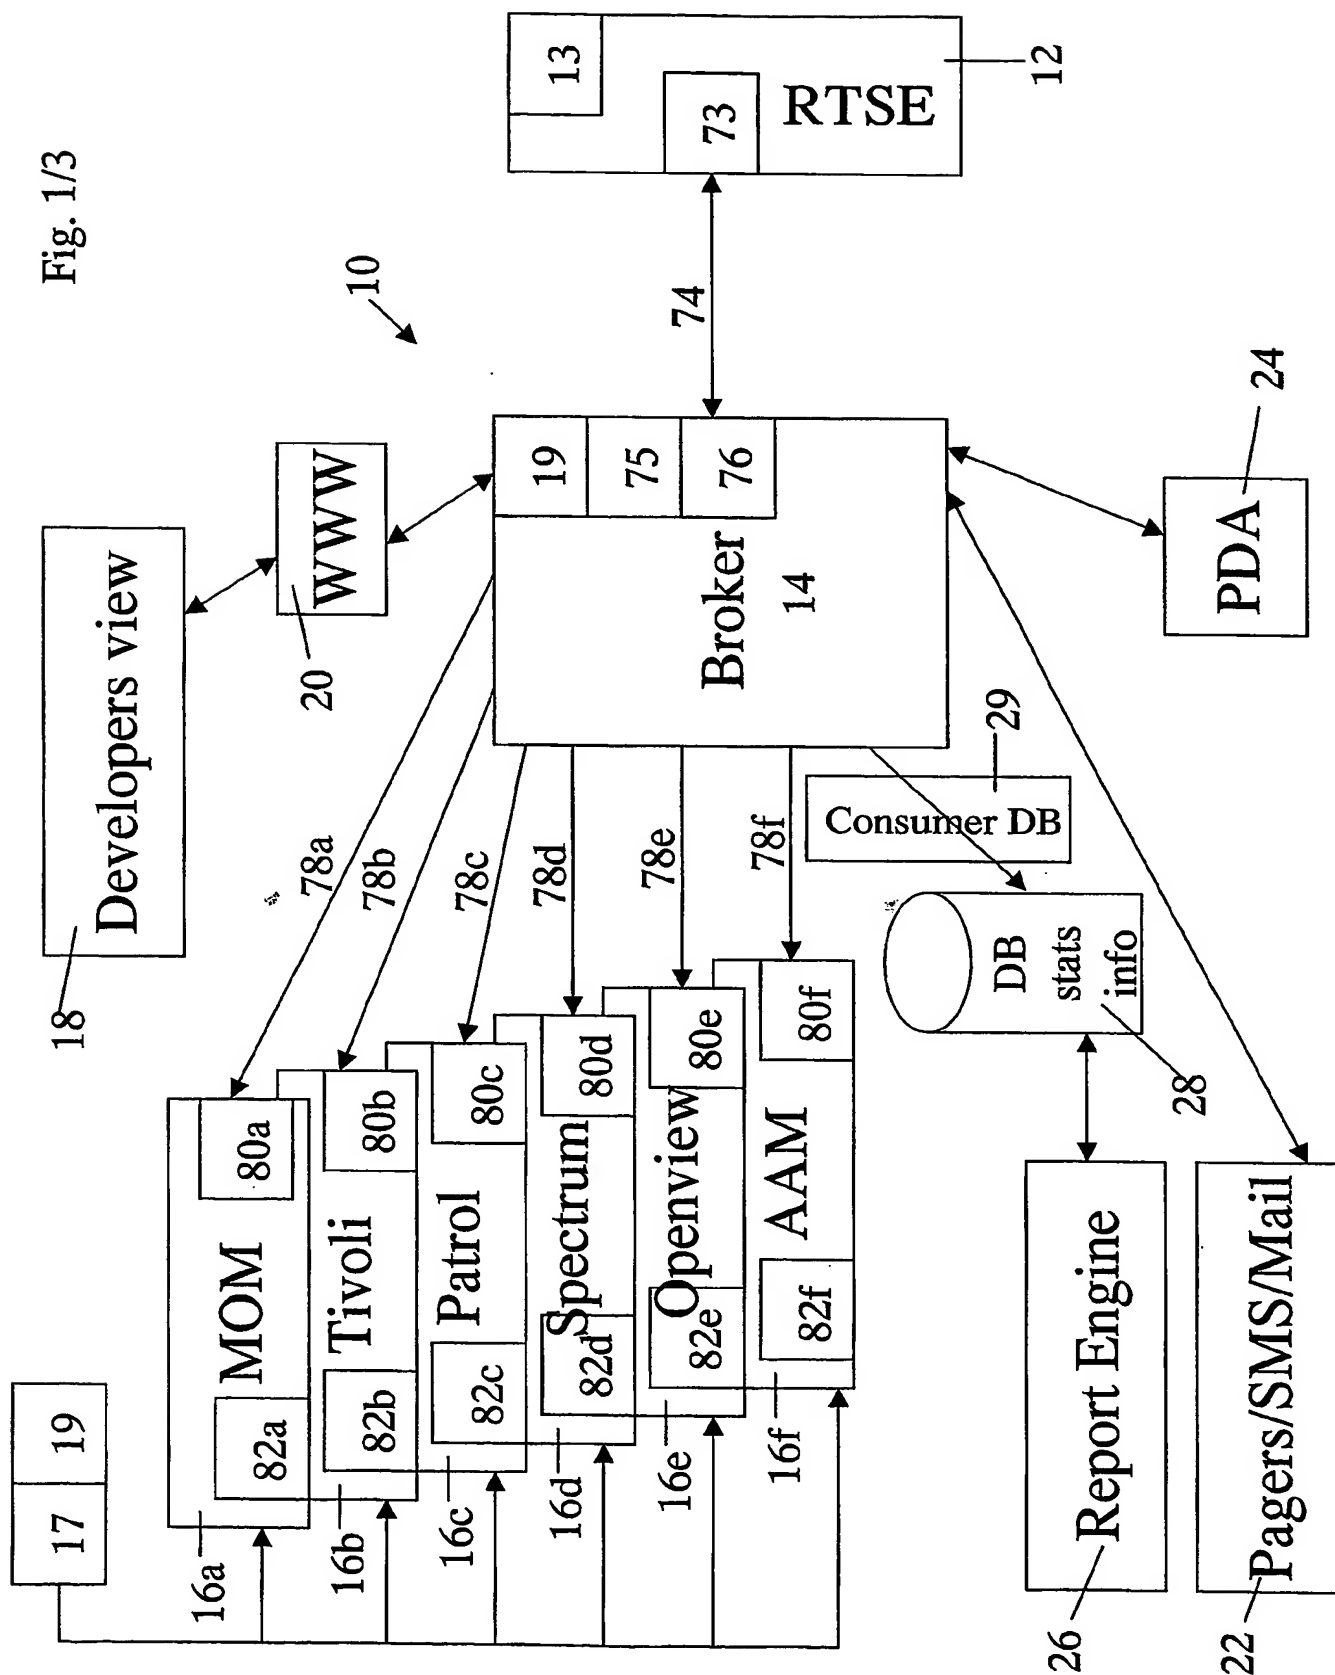 Fig. 1/3
17
19
16a
82a
MOM
80a
16b
82b
Tivoli
80b
16c
82c
Patrol
80c
16d
82d
Spectrum
80d
16e
82e
Openview
80e
16f
82f
AAM
80f
78a
78b
78c
78d
78e
78f
18
Developers view
20
WWW
10
Broker
14
19
75
76
74
73
13
RTSE
12
Consumer DB
29
DB
stats
info
28
26
Report Engine
22
Pagers/SMS/Mail
PDA
24